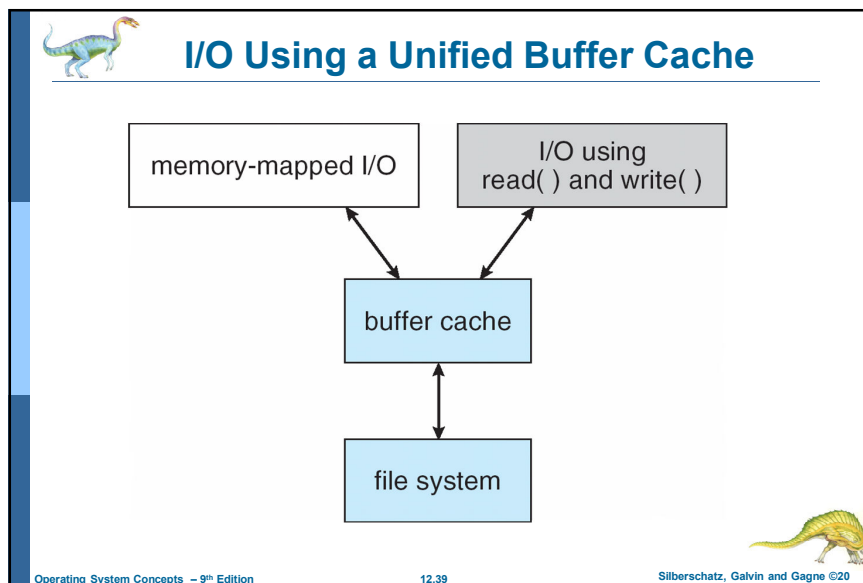 I/O Using a Unified Buffer Cache
memory-mapped I/O
I/O using
read( ) and write( )
buffer cache
file system
Operating System Concepts – 9th Edition
12.39
Silberschatz, Galvin and Gagne ©20